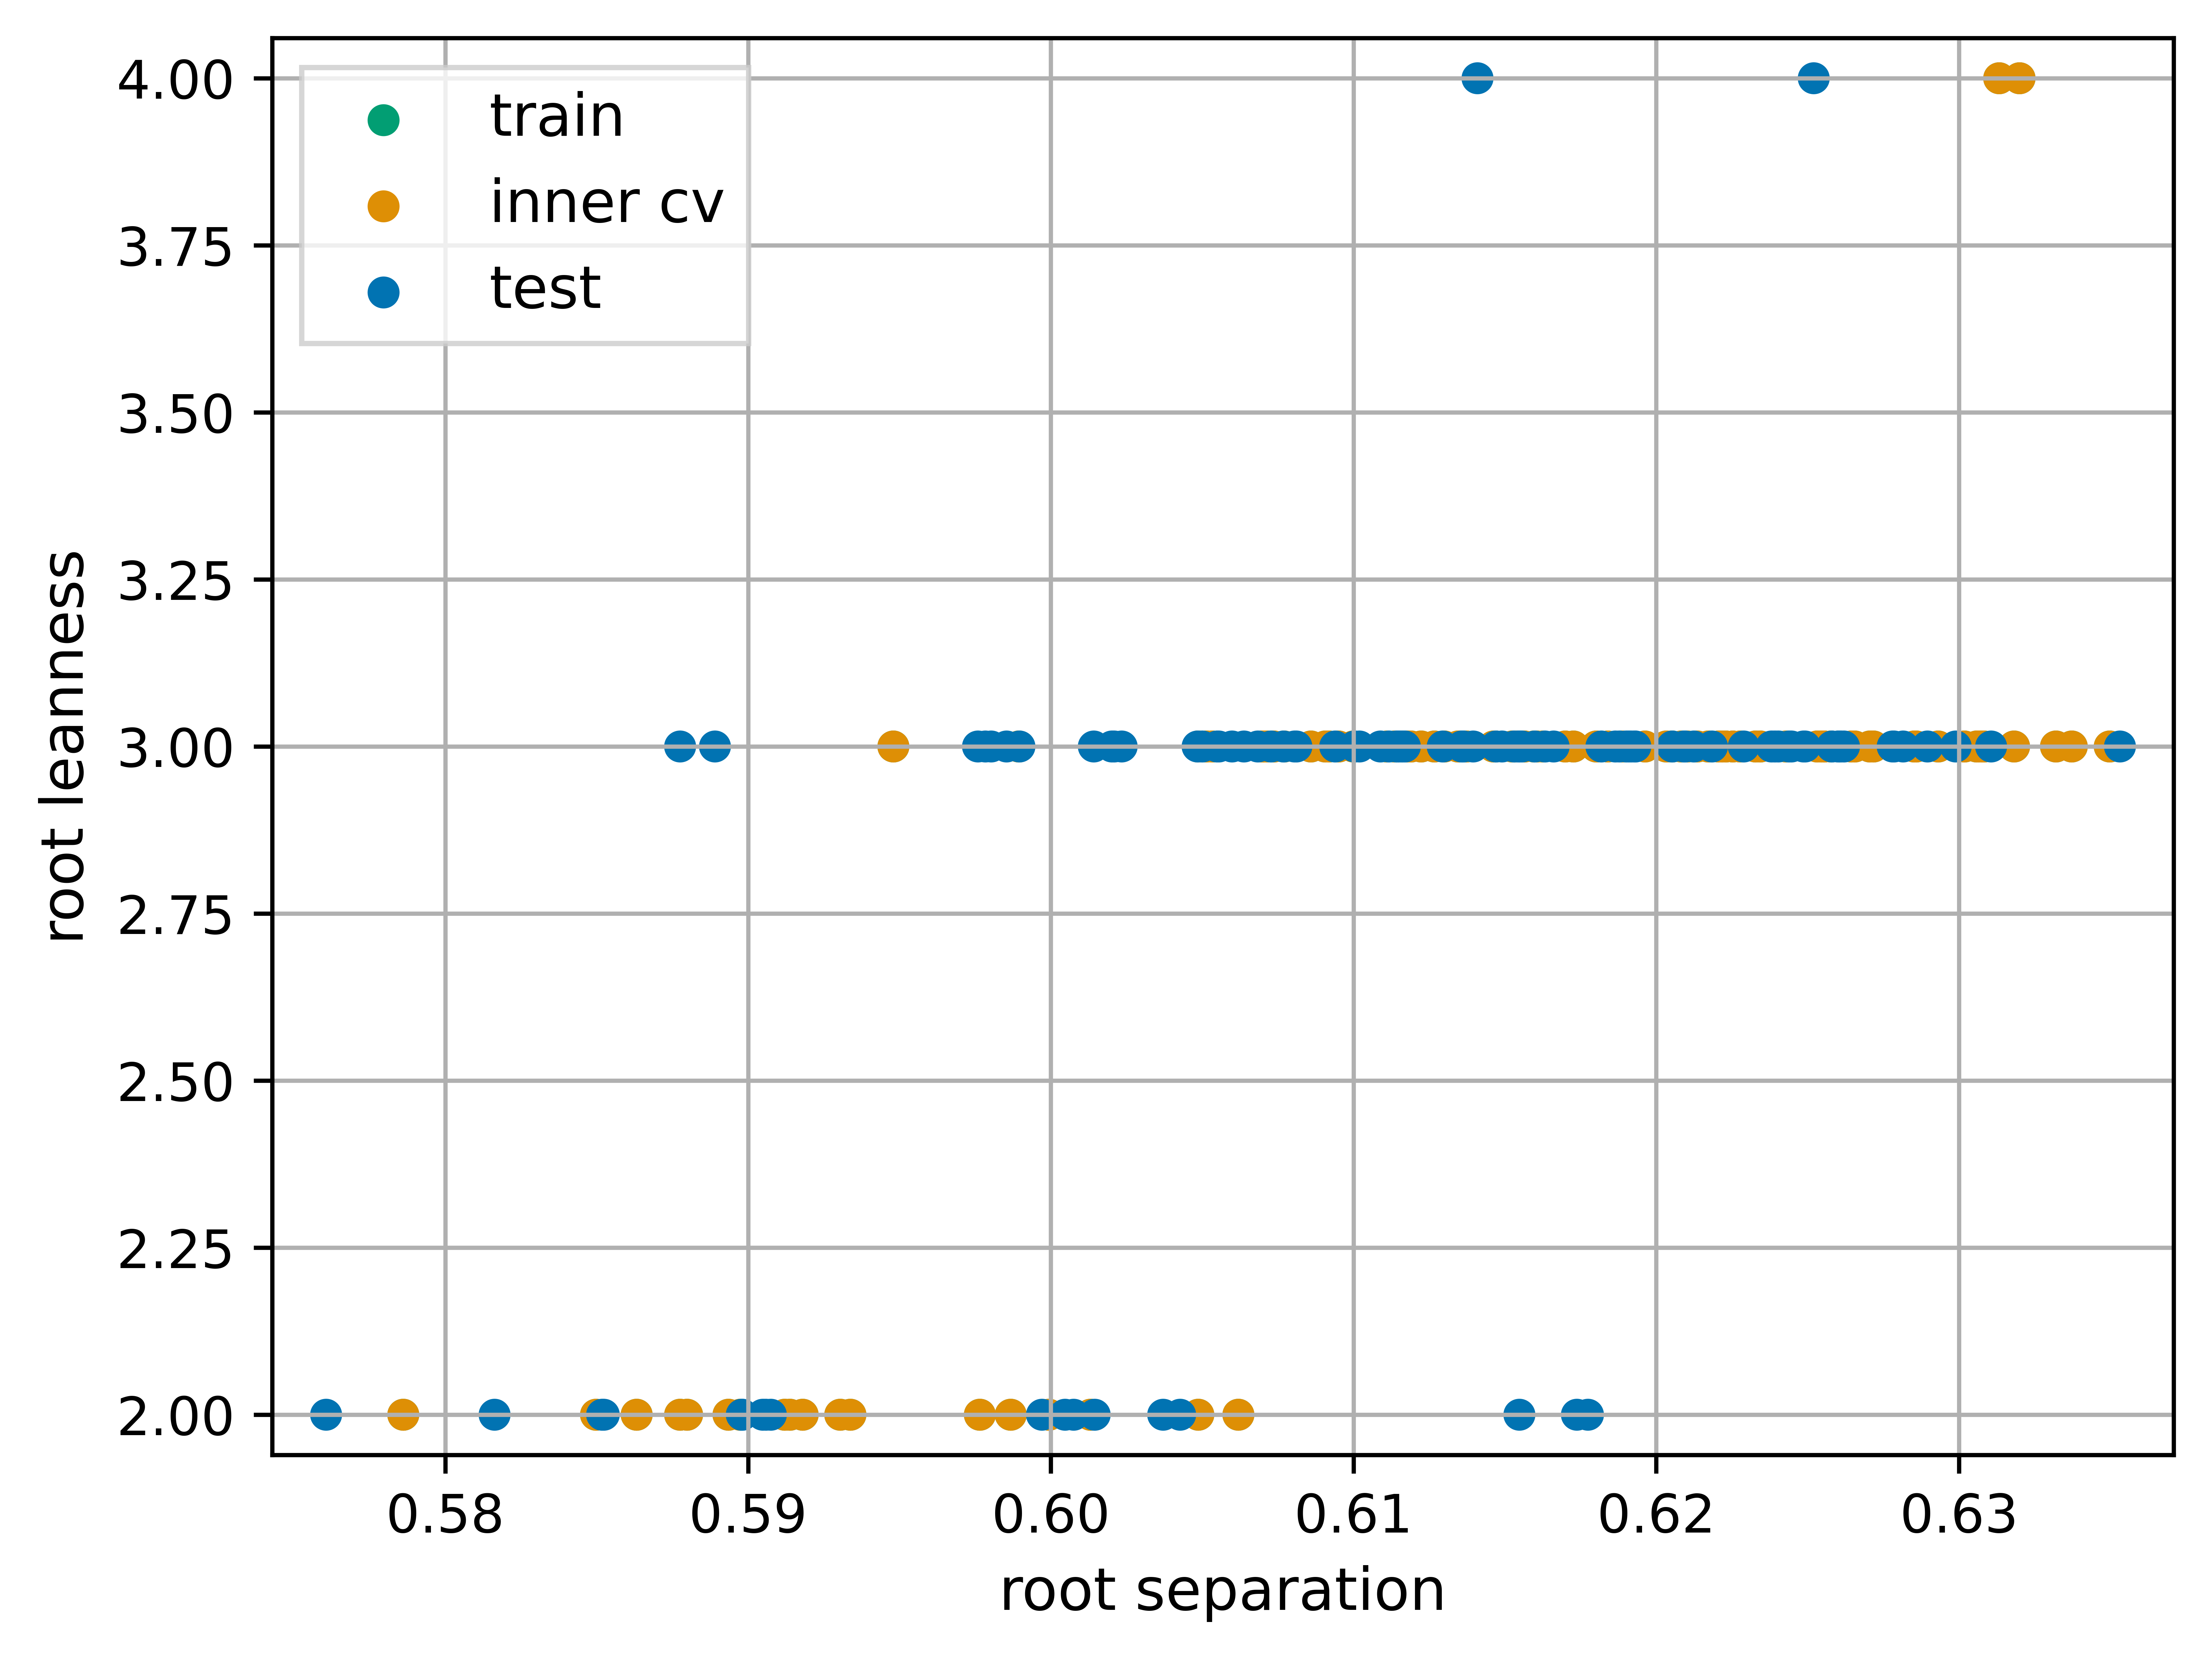 4.00
3.75
3.50
3.25
3.00
2.75
2.50
2.25
2.00
root leanness
train
inner cv
test
0.58 0.59 0.60 0.61 0.62 0.63
root separation